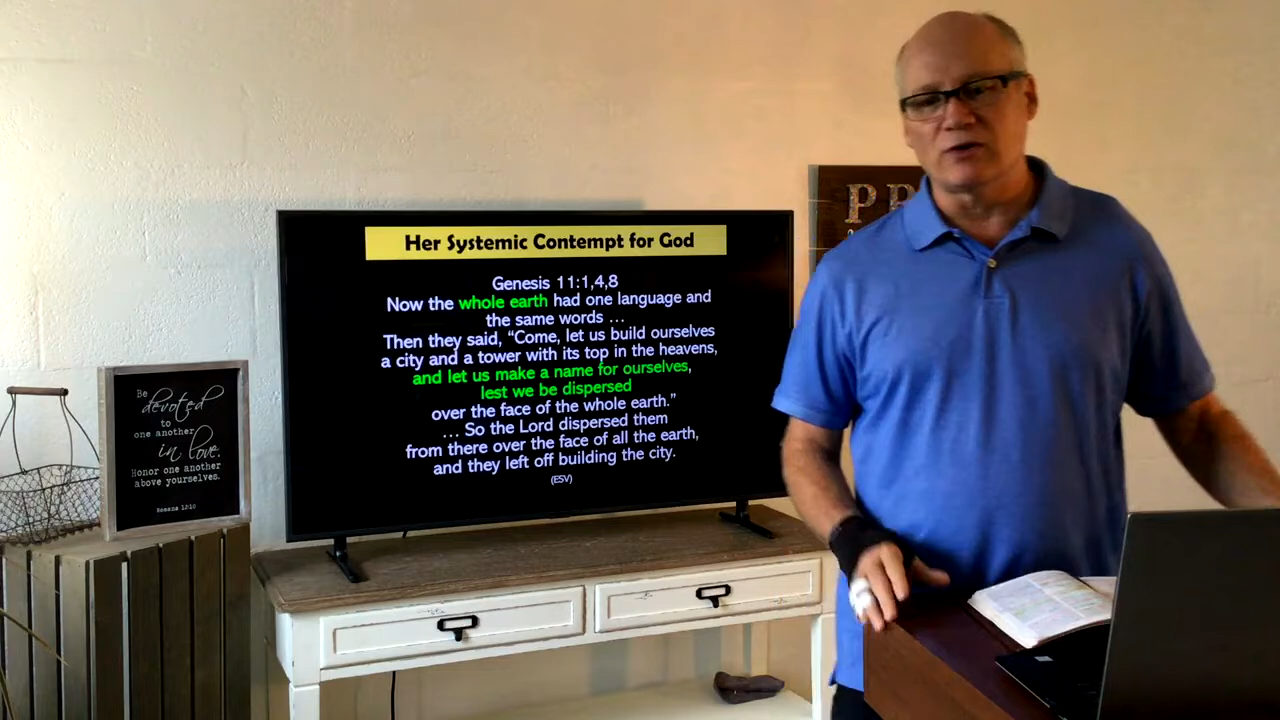 Her Systemic Contempt for God
Genesis 11:1,4,8
Now the whole earth had one language and
the same words ...
Then they said, “Come, let us build ourselves
a city and a tower with its top in the heavens,
and let us make a name for ourselves,
lest we be dispersed
over the face of the whole earth.”
... So the Lord dispersed them
from there over the face of all the earth,
and they left off building the city.
(ESV)
Be
devoted
to
one another
in love.
Honor one another
above yourselves.
Romans 12:10